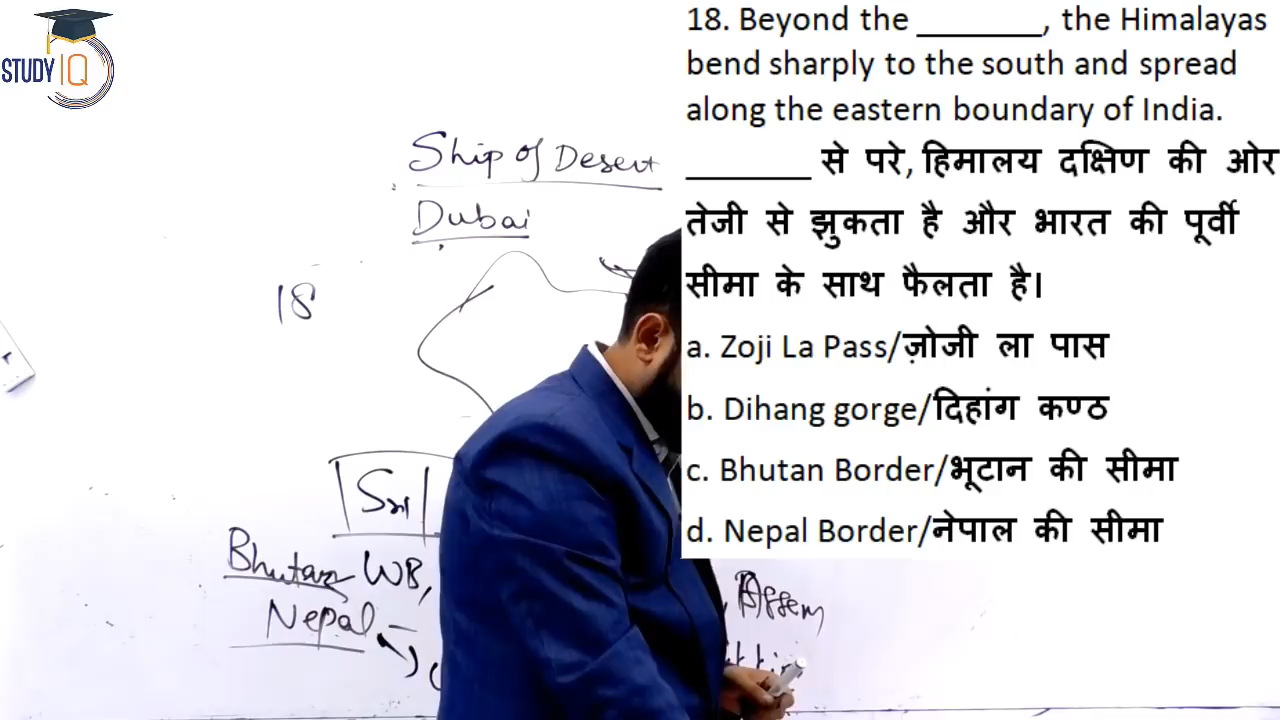 STUDY IQ
18. Beyond the _______, the Himalayas
bend sharply to the south and spread
along the eastern boundary of India.
_______ से परे, हिमालय दक्षिण की ओर
तेजी से झुकता है और भारत की पूर्वी
सीमा के साथ फैलता है।
a. Zoji La Pass/ज़ोजी ला पास
b. Dihang gorge/दिहांग कण्ठ
c. Bhutan Border/भूटान की सीमा
d. Nepal Border/नेपाल की सीमा
Ship of Desert
Dubai
18
Bhutan WB,
Nepal